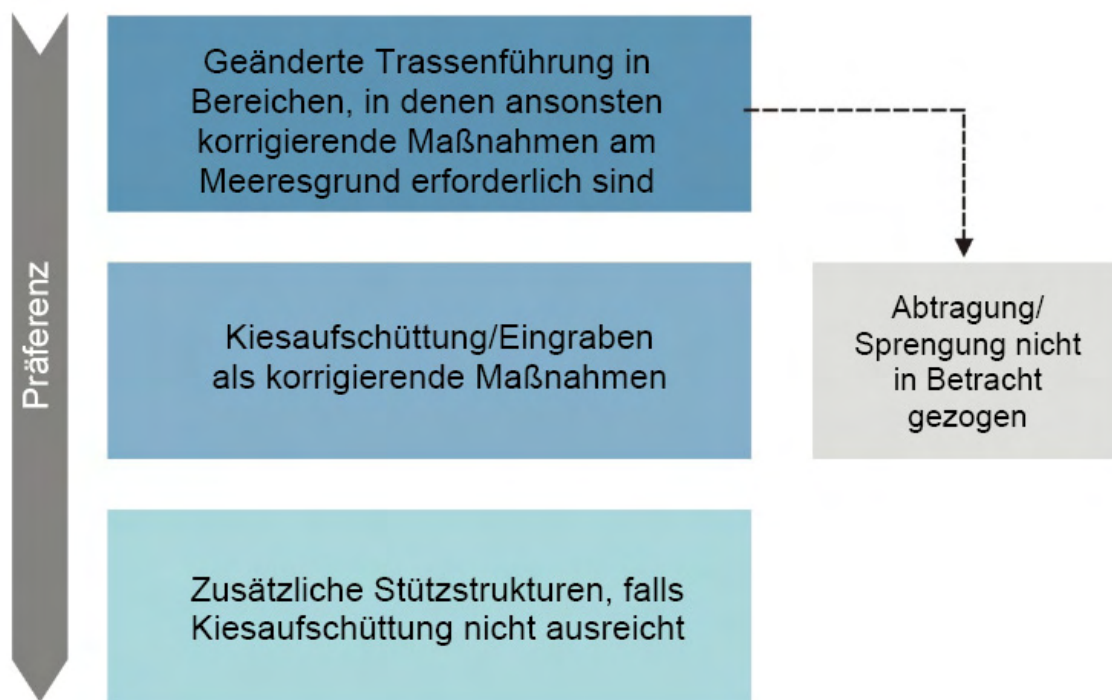 Präferenz
Geänderte Trassenführung in
Bereichen, in denen ansonsten
korrigierende Maßnahmen am
Meeresgrund erforderlich sind
Kiesaufschüttung/Eingraben
als korrigierende Maßnahmen
Abtragung/
Sprengung nicht
in Betracht
gezogen
Zusätzliche Stützstrukturen, falls
Kiesaufschüttung nicht ausreicht